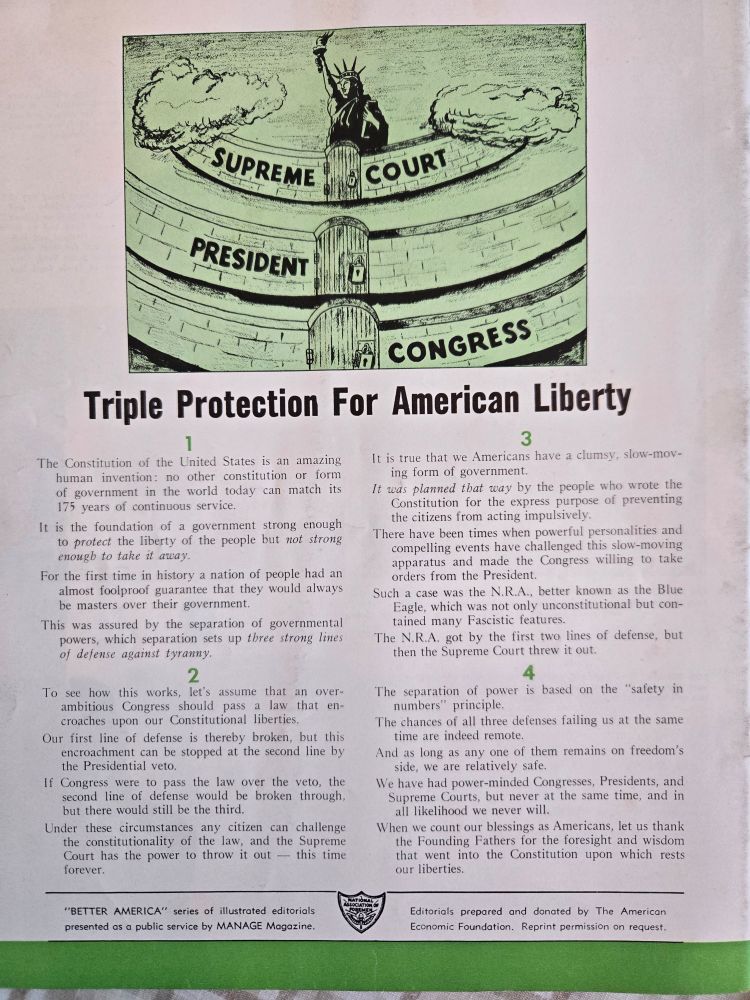 SUPREME COURT
PRESIDENT
CONGRESS
Triple Protection For American Liberty
1
The Constitution of the United States is an amazing
human invention: no other constitution or form
of government in the world today can match its
175 years of continuous service.
It is the foundation of a government strong enough
to protect the liberty of the people but not strong
enough to take it away.
For the first time in history a nation of people had an
almost foolproof guarantee that they would always
be masters over their government.
This was assured by the separation of governmental
powers, which separation sets up three strong lines
of defense against tyranny.
2
To see how this works, let's assume that an over-
ambitious Congress should pass a law that en-
croaches upon our Constitutional liberties.
Our first line of defense is thereby broken, but this
encroachment can be stopped at the second line by
the Presidential veto.
If Congress were to pass the law over the veto, the
second line of defense would be broken through,
but there would still be the third.
Under these circumstances any citizen can challenge
the constitutionality of the law, and the Supreme
Court has the power to throw it out — this time
forever.
3
It is true that we Americans have a clumsy, slow-mov-
ing form of government.
It was planned that way by the people who wrote the
Constitution for the express purpose of preventing
the citizens from acting impulsively.
There have been times when powerful personalities and
compelling events have challenged this slow-moving
apparatus and made the Congress willing to take
orders from the President.
Such a case was the N.R.A., better known as the Blue
Eagle, which was not only unconstitutional but con-
tained many Fascistic features.
The N.R.A. got by the first two lines of defense, but
then the Supreme Court threw it out.
4
The separation of power is based on the "safety in
numbers" principle.
The chances of all three defenses failing us at the same
time are indeed remote.
And as long as any one of them remains on freedom's
side, we are relatively safe.
We have had power-minded Congresses, Presidents, and
Supreme Courts, but never at the same time, and in
all likelihood we never will.
When we count our blessings as Americans, let us thank
the Founding Fathers for the foresight and wisdom
that went into the Constitution upon which rests
our liberties.
"BETTER AMERICA" series of illustrated editorials
presented as a public service by MANAGE Magazine.
NATIONAL
ASSOCIATION OF
FOREMEN
Editorials prepared and donated by The American
Economic Foundation. Reprint permission on request.